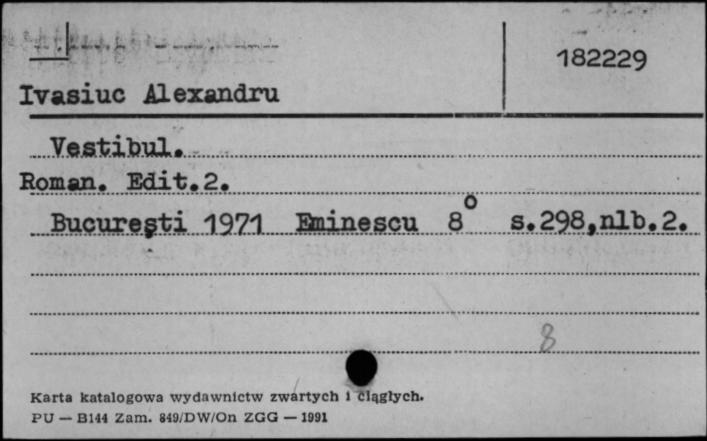 182229
Ivasiuc Alexandru
Vestibul.
Roman. Edit.2.
Bucureşti 1971 Eminescu 8° s.298,nlb.2.
8
Karta katalogowa wydawnictw zwartych i ciągłych.
PU — B144 Zam. 849/DW/On ZGG — 1991